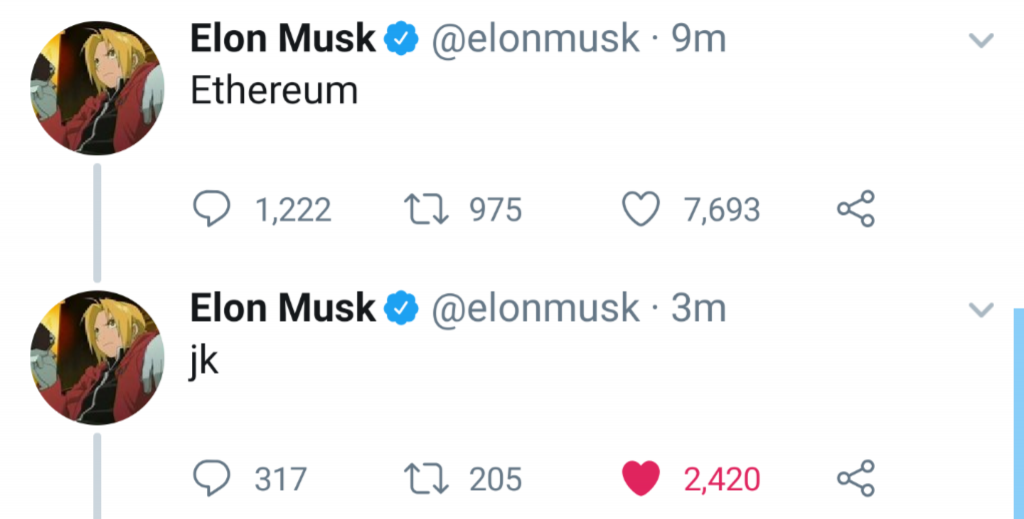 Elon Musk @elonmusk · 9m
Ethereum
1,222 975 7,693
Elon Musk @elonmusk · 3m
jk
317 205 2,420